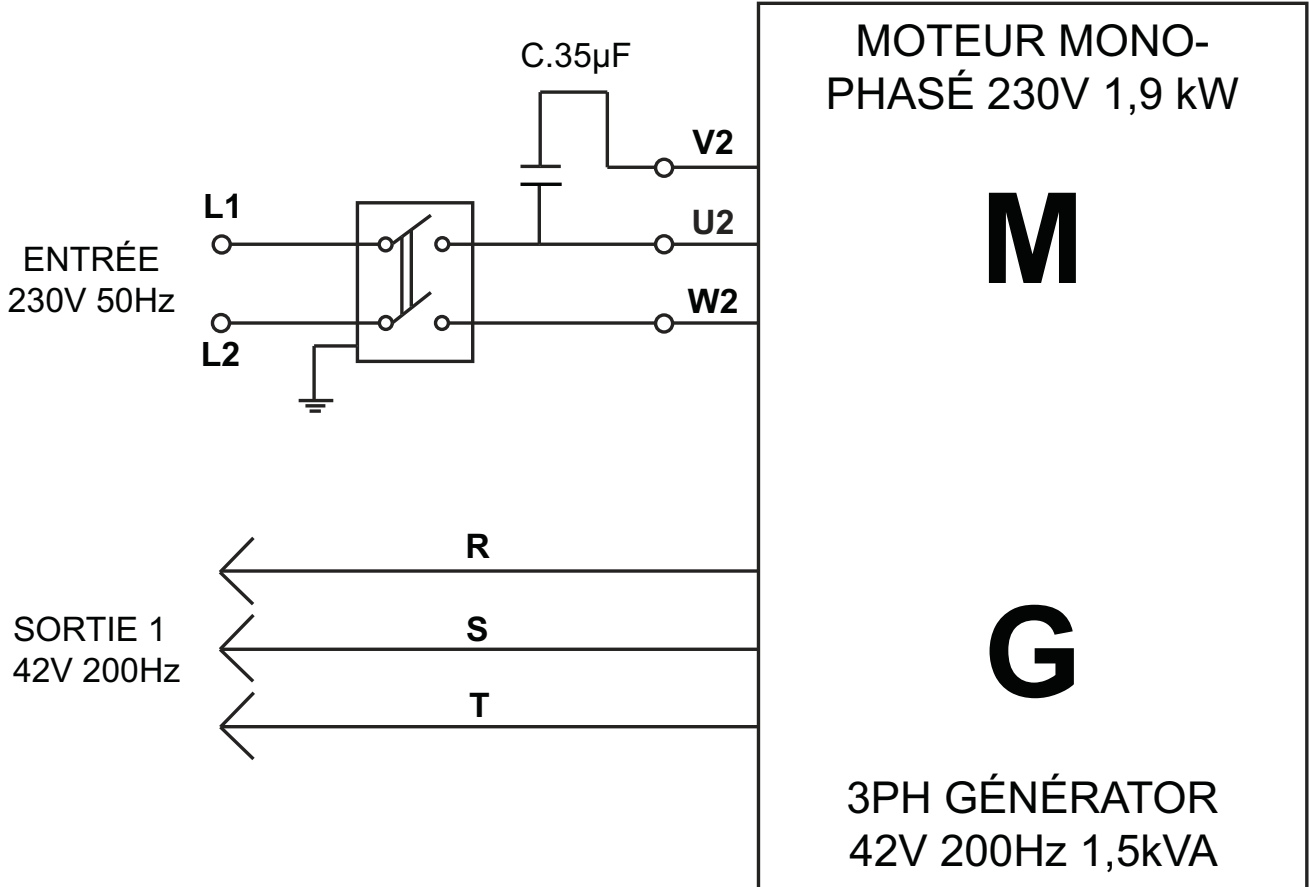 C.35µF
MOTEUR MONO-
PHASÉ 230V 1,9 kW
V2
L1
U2
M
ENTRÉE
230V 50Hz
W2
L2
R
SORTIE 1
42V 200Hz
S
G
T
3PH GÉNÉRATOR
42V 200Hz 1,5kVA